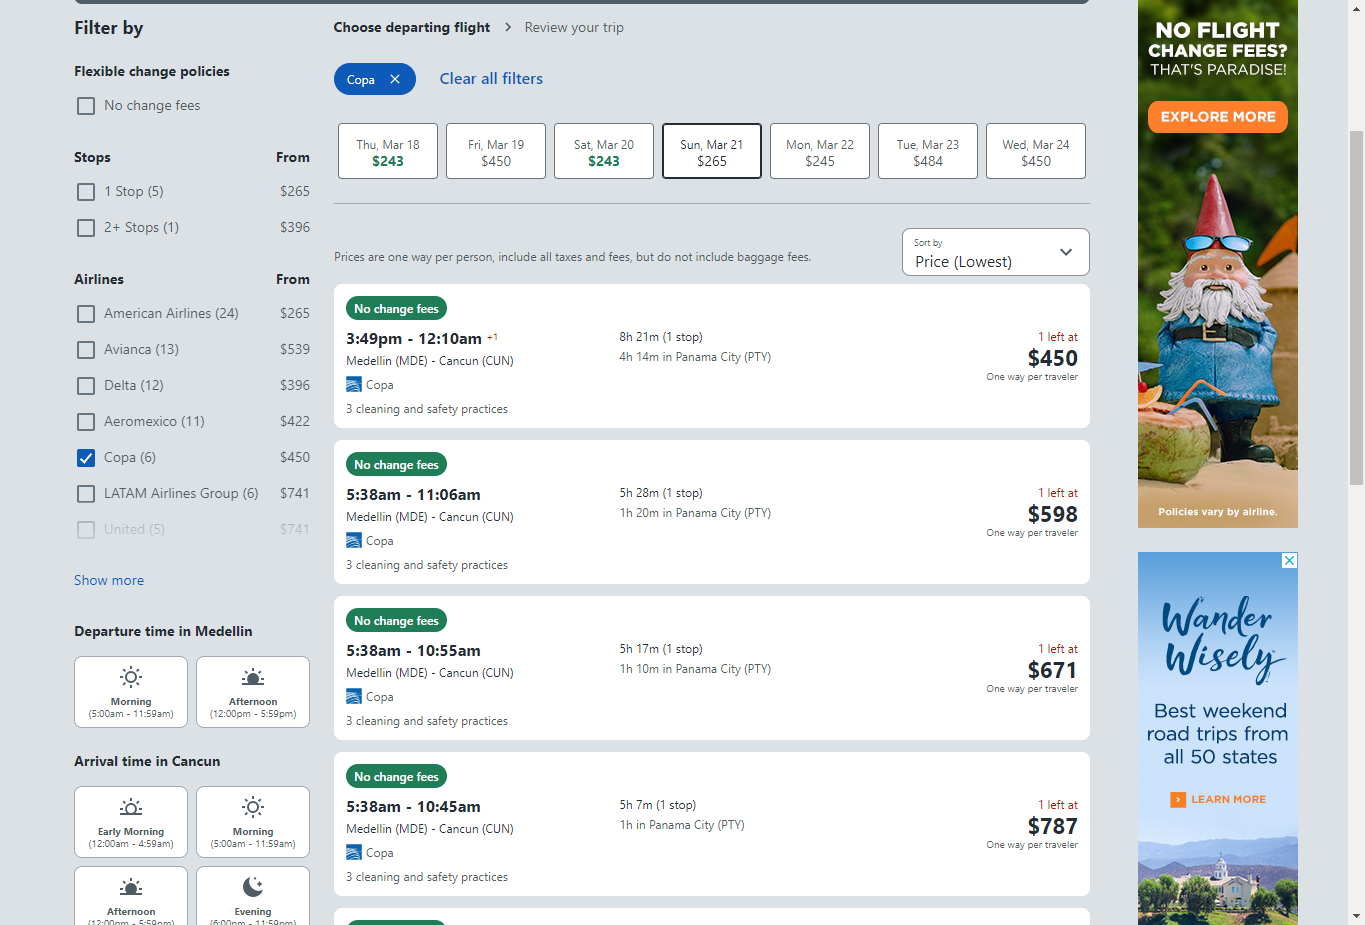 Filter by
Flexible change policies
No change fees
Stops From
1 Stop (5) $265
2+ Stops (1) $396
Airlines From
American Airlines (24) $265
Avianca (13) $539
Delta (12) $396
Aeromexico (11) $422
Copa (6) $450
LATAM Airlines Group (6) $741
United (5) $741
Show more
Departure time in Medellin
Morning
(5:00am - 11:59am)
Afternoon
(12:00pm - 5:59pm)
Arrival time in Cancun
Early Morning
(12:00am - 4:59am)
Morning
(5:00am - 11:59am)
Afternoon
(12:00pm - 5:59pm)
Evening
(6:00pm - 11:59pm)
Choose departing flight > Review your trip
Copa
Clear all filters
Thu, Mar 18
$243
Fri, Mar 19
$450
Sat, Mar 20
$243
Sun, Mar 21
$265
Mon, Mar 22
$245
Tue, Mar 23
$484
Wed, Mar 24
$450
Prices are one way per person, include all taxes and fees, but do not include baggage fees.
Sort by
Price (Lowest)
No change fees
3:49pm - 12:10am +1
Medellin (MDE) - Cancun (CUN)
Copa
3 cleaning and safety practices
8h 21m (1 stop)
4h 14m in Panama City (PTY)
1 left at
$450
One way per traveler
No change fees
5:38am - 11:06am
Medellin (MDE) - Cancun (CUN)
Copa
3 cleaning and safety practices
5h 28m (1 stop)
1h 20m in Panama City (PTY)
1 left at
$598
One way per traveler
No change fees
5:38am - 10:55am
Medellin (MDE) - Cancun (CUN)
Copa
3 cleaning and safety practices
5h 17m (1 stop)
1h 10m in Panama City (PTY)
1 left at
$671
One way per traveler
No change fees
5:38am - 10:45am
Medellin (MDE) - Cancun (CUN)
Copa
3 cleaning and safety practices
5h 7m (1 stop)
1h in Panama City (PTY)
1 left at
$787
One way per traveler
NO FLIGHT
CHANGE FEES?
THAT'S PARADISE!
EXPLORE MORE
Policies vary by airline.
Wander
Wisely
Best weekend
road trips from
all 50 states
LEARN MORE